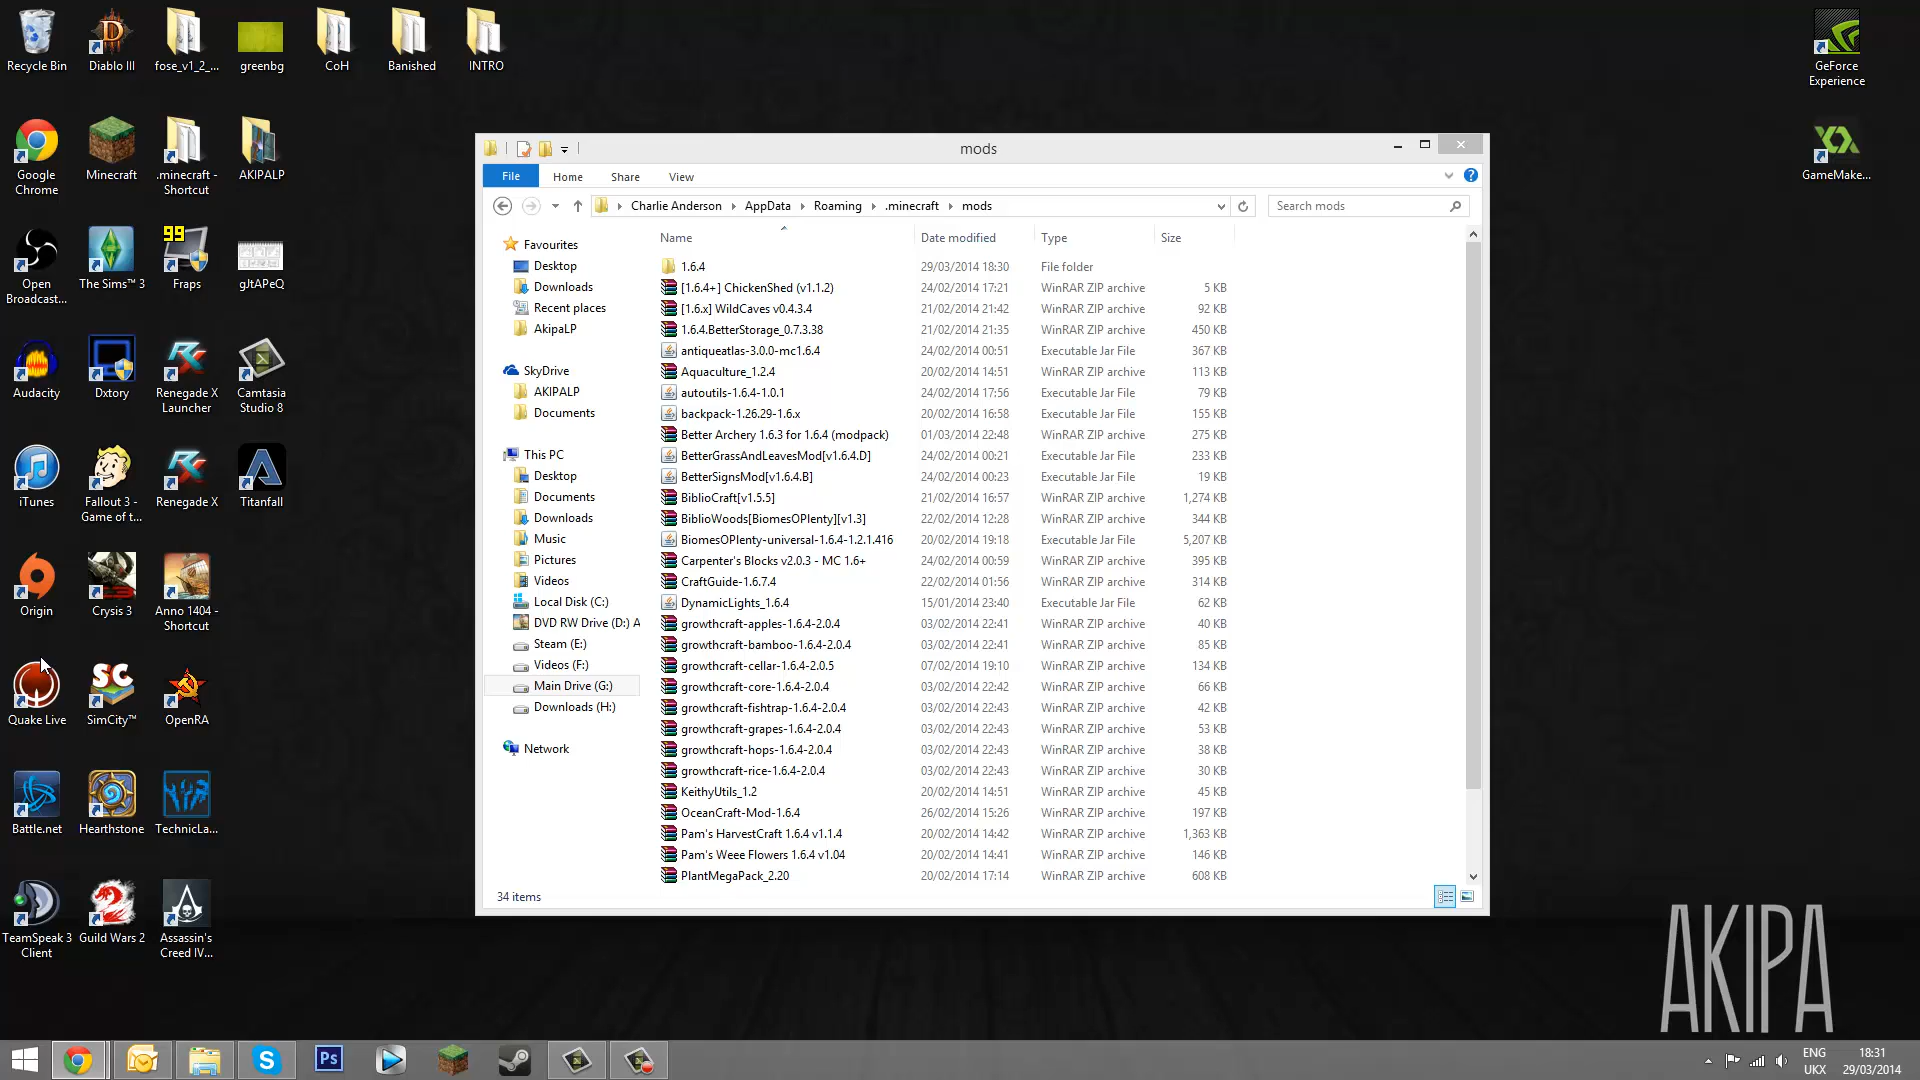 Recycle Bin
Diablo III
fose_v1_2_...
greenbg
CoH
Banished
INTRO
GeForce
Experience
Google
Chrome
Minecraft
.minecraft -
Shortcut
AKIPALP
GameMake...
Open
Broadcast...
The Sims™ 3
99
Fraps
gJtAPeQ
Audacity
Dxtory
Renegade X
Launcher
Camtasia
Studio 8
iTunes
Fallout 3 -
Game of t...
Renegade X
Titanfall
Origin
Crysis 3
Anno 1404 -
Shortcut
Quake Live
SC
SimCity™
OpenRA
Battle.net
Hearthstone
TechnicLa...
TeamSpeak 3
Client
Guild Wars 2
Assassin's
Creed IV...
mods
File Home Share View
Charlie Anderson AppData Roaming .minecraft mods
Search mods
Favourites
Desktop
Downloads
Recent places
AkipaLP
SkyDrive
AKIPALP
Documents
This PC
Desktop
Documents
Downloads
Music
Pictures
Videos
Local Disk (C:)
DVD RW Drive (D:) A
Steam (E:)
Videos (F:)
Main Drive (G:)
Downloads (H:)
Network
Name Date modified Type Size
1.6.4 29/03/2014 18:30 File folder
[1.6.4+] ChickenShed (v1.1.2) 24/02/2014 17:21 WinRAR ZIP archive 5 KB
[1.6.x] WildCaves v0.4.3.4 21/02/2014 21:42 WinRAR ZIP archive 92 KB
1.6.4.BetterStorage_0.7.3.38 21/02/2014 21:35 WinRAR ZIP archive 450 KB
antiqueatlas-3.0.0-mc1.6.4 24/02/2014 00:51 Executable Jar File 367 KB
Aquaculture_1.2.4 20/02/2014 14:51 WinRAR ZIP archive 113 KB
autoutils-1.6.4-1.0.1 24/02/2014 17:56 Executable Jar File 79 KB
backpack-1.26.29-1.6.x 20/02/2014 16:58 Executable Jar File 155 KB
Better Archery 1.6.3 for 1.6.4 (modpack) 01/03/2014 22:48 WinRAR ZIP archive 275 KB
BetterGrassAndLeavesMod[v1.6.4.D] 24/02/2014 00:21 Executable Jar File 233 KB
BetterSignsMod[v1.6.4.B] 24/02/2014 00:23 Executable Jar File 19 KB
BiblioCraft[v1.5.5] 21/02/2014 16:57 WinRAR ZIP archive 1,274 KB
BiblioWoods[BiomesOPlenty][v1.3] 22/02/2014 12:28 WinRAR ZIP archive 344 KB
BiomesOPlenty-universal-1.6.4-1.2.1.416 20/02/2014 19:18 Executable Jar File 5,207 KB
Carpenter's Blocks v2.0.3 - MC 1.6+ 24/02/2014 00:59 WinRAR ZIP archive 395 KB
CraftGuide-1.6.7.4 22/02/2014 01:56 WinRAR ZIP archive 314 KB
DynamicLights_1.6.4 15/01/2014 23:40 Executable Jar File 62 KB
growthcraft-apples-1.6.4-2.0.4 03/02/2014 22:41 WinRAR ZIP archive 40 KB
growthcraft-bamboo-1.6.4-2.0.4 03/02/2014 22:41 WinRAR ZIP archive 85 KB
growthcraft-cellar-1.6.4-2.0.5 07/02/2014 19:10 WinRAR ZIP archive 134 KB
growthcraft-core-1.6.4-2.0.4 03/02/2014 22:42 WinRAR ZIP archive 66 KB
growthcraft-fishtrap-1.6.4-2.0.4 03/02/2014 22:43 WinRAR ZIP archive 42 KB
growthcraft-grapes-1.6.4-2.0.4 03/02/2014 22:43 WinRAR ZIP archive 53 KB
growthcraft-hops-1.6.4-2.0.4 03/02/2014 22:43 WinRAR ZIP archive 38 KB
growthcraft-rice-1.6.4-2.0.4 03/02/2014 22:43 WinRAR ZIP archive 30 KB
KeithyUtils_1.2 20/02/2014 14:51 WinRAR ZIP archive 45 KB
OceanCraft-Mod-1.6.4 26/02/2014 15:26 WinRAR ZIP archive 197 KB
Pam's HarvestCraft 1.6.4 v1.1.4 20/02/2014 14:42 WinRAR ZIP archive 1,363 KB
Pam's Weee Flowers 1.6.4 v1.04 20/02/2014 14:41 WinRAR ZIP archive 146 KB
PlantMegaPack_2.20 20/02/2014 17:14 WinRAR ZIP archive 608 KB
34 items
AKIPA
Ps
ENG
UKX
18:31
29/03/2014